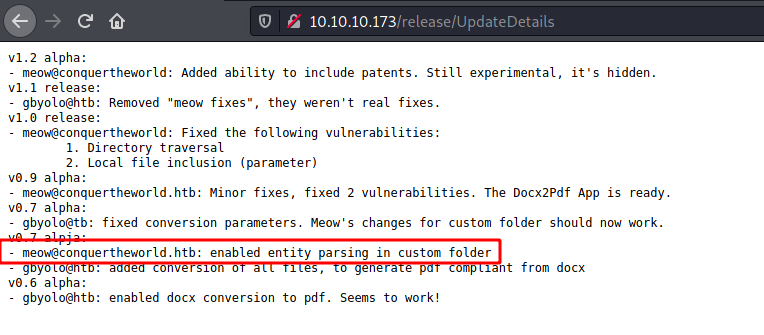 10.10.10.173/release/UpdateDetails
v1.2 alpha:
- meow@conquertheworld: Added ability to include patents. Still experimental, it's hidden.
v1.1 release:
- gbyolo@htb: Removed "meow fixes", they weren't real fixes.
v1.0 release:
- meow@conquertheworld: Fixed the following vulnerabilities:
1. Directory traversal
2. Local file inclusion (parameter)
v0.9 alpha:
- meow@conquertheworld.htb: Minor fixes, fixed 2 vulnerabilities. The Docx2Pdf App is ready.
v0.7 alpha:
- gbyolo@tb: fixed conversion parameters. Meow's changes for custom folder should now work.
v0.7 alpja:
- meow@conquertheworld.htb: enabled entity parsing in custom folder
- gbyolo@htb: added conversion of all files, to generate pdf compliant from docx
v0.6 alpha:
- gbyolo@htb: enabled docx conversion to pdf. Seems to work!